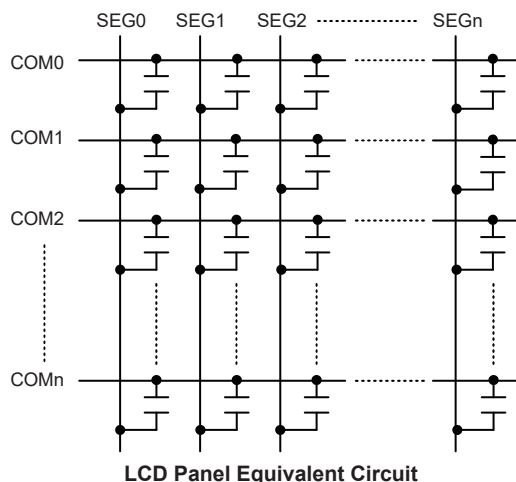 SEG0 SEG1 SEG2 SEGn
COM0
COM1
COM2
COMn
LCD Panel Equivalent Circuit